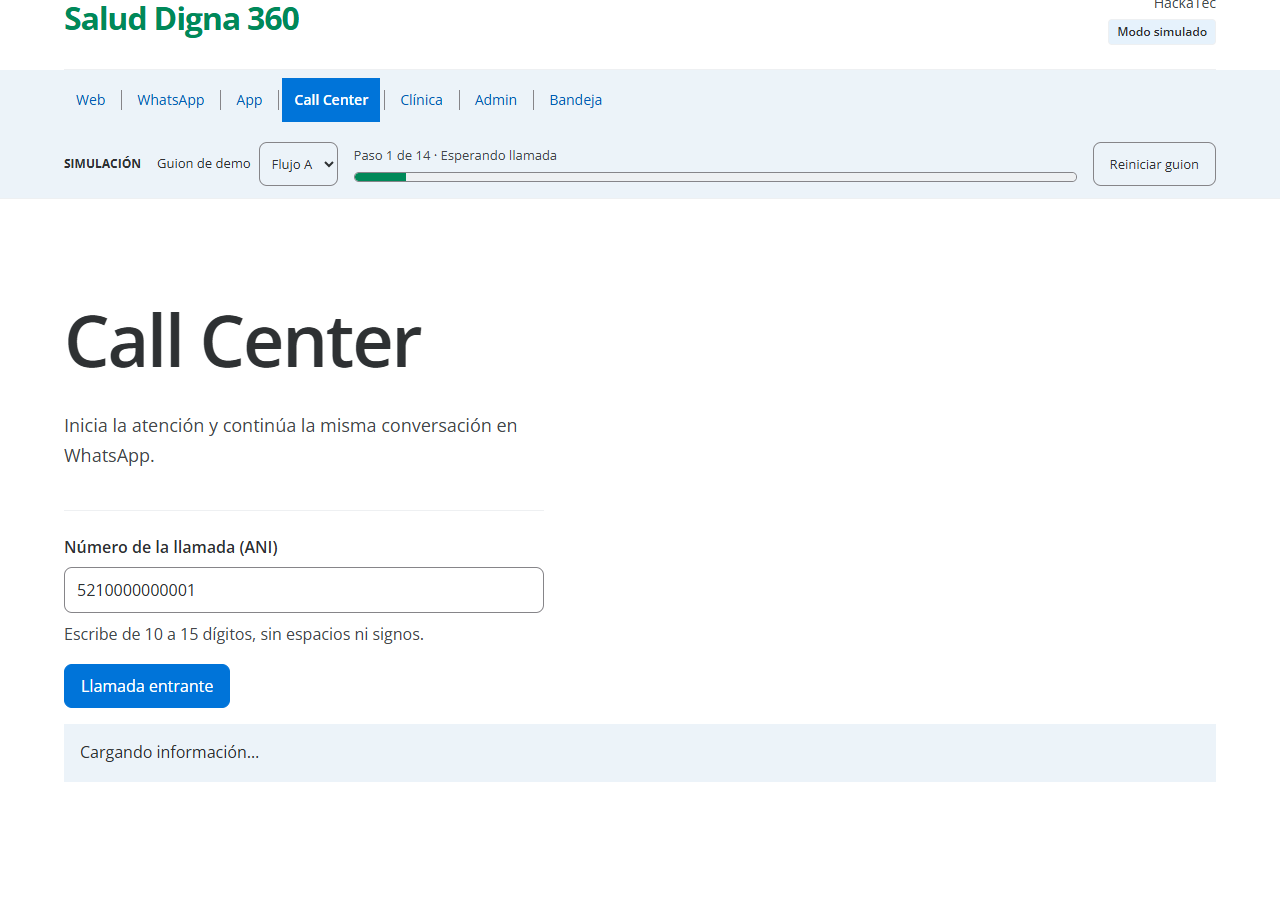 Salud Digna 360
HackaTec
Modo simulado
Web
WhatsApp
App
Call Center
Clínica
Admin
Bandeja
SIMULACIÓN
Guion de demo
Flujo A
Paso 1 de 14 · Esperando llamada
Reiniciar guion
Call Center
Inicia la atención y continúa la misma conversación en
WhatsApp.
Número de la llamada (ANI)
5210000000001
Escribe de 10 a 15 dígitos, sin espacios ni signos.
Llamada entrante
Cargando información...